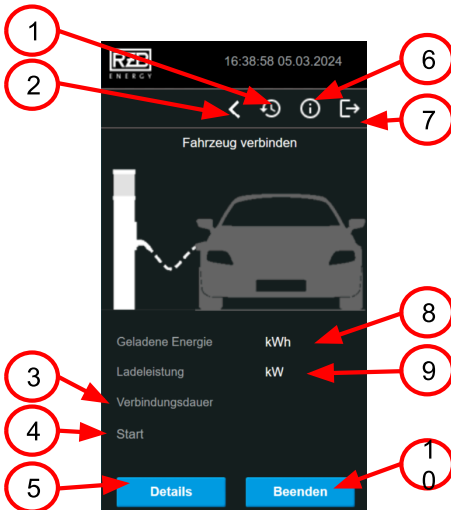 1
RZB
ENERGY
16:38:58 05.03.2024
6
2
7
Fahrzeug verbinden
8
Geladene Energie kWh
Ladeleistung kW
9
3
Verbindungsdauer
4
Start
10
5
Details
Beenden